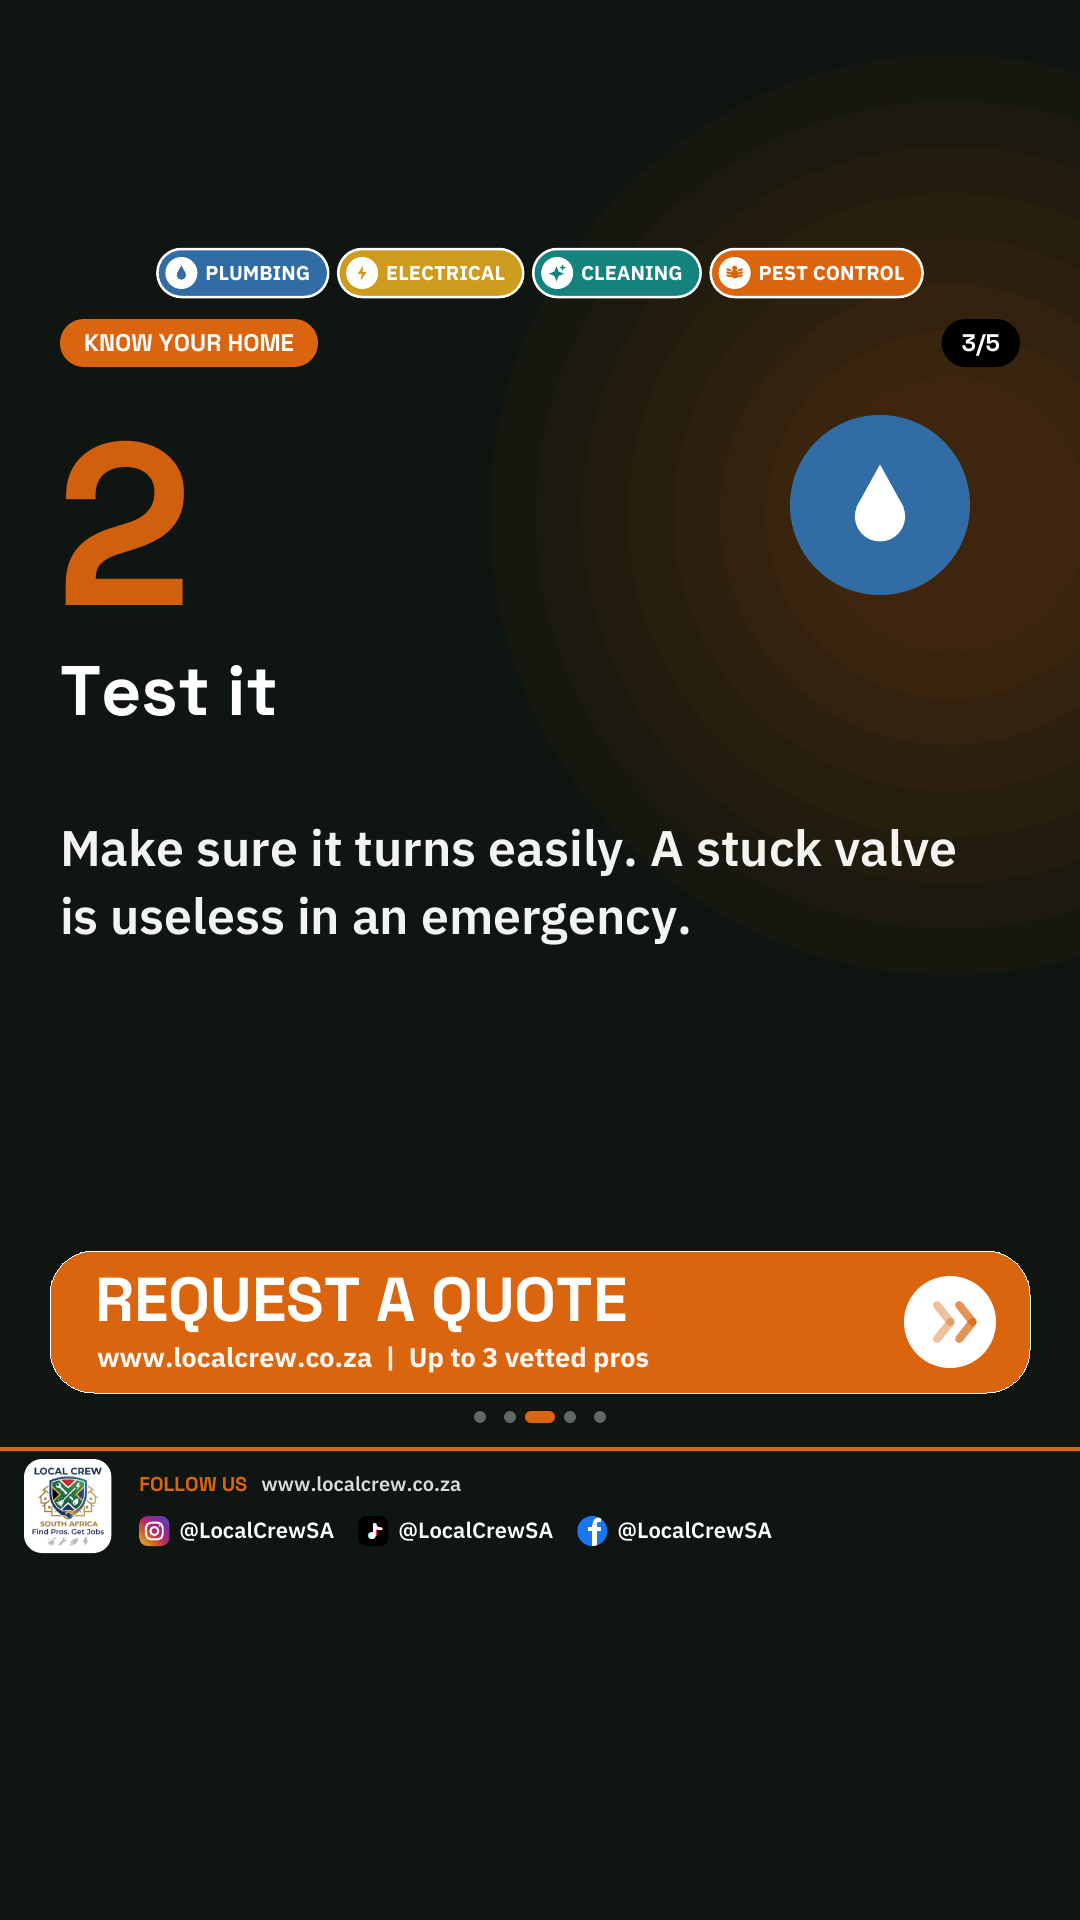 PLUMBING ELECTRICAL CLEANING PEST CONTROL
KNOW YOUR HOME 3/5
2
Test it
Make sure it turns easily. A stuck valve
is useless in an emergency.
REQUEST A QUOTE
www.localcrew.co.za | Up to 3 vetted pros
LOCAL CREW
SOUTH AFRICA
Find Pros. Get Jobs
FOLLOW US www.localcrew.co.za
@LocalCrewSA @LocalCrewSA @LocalCrewSA